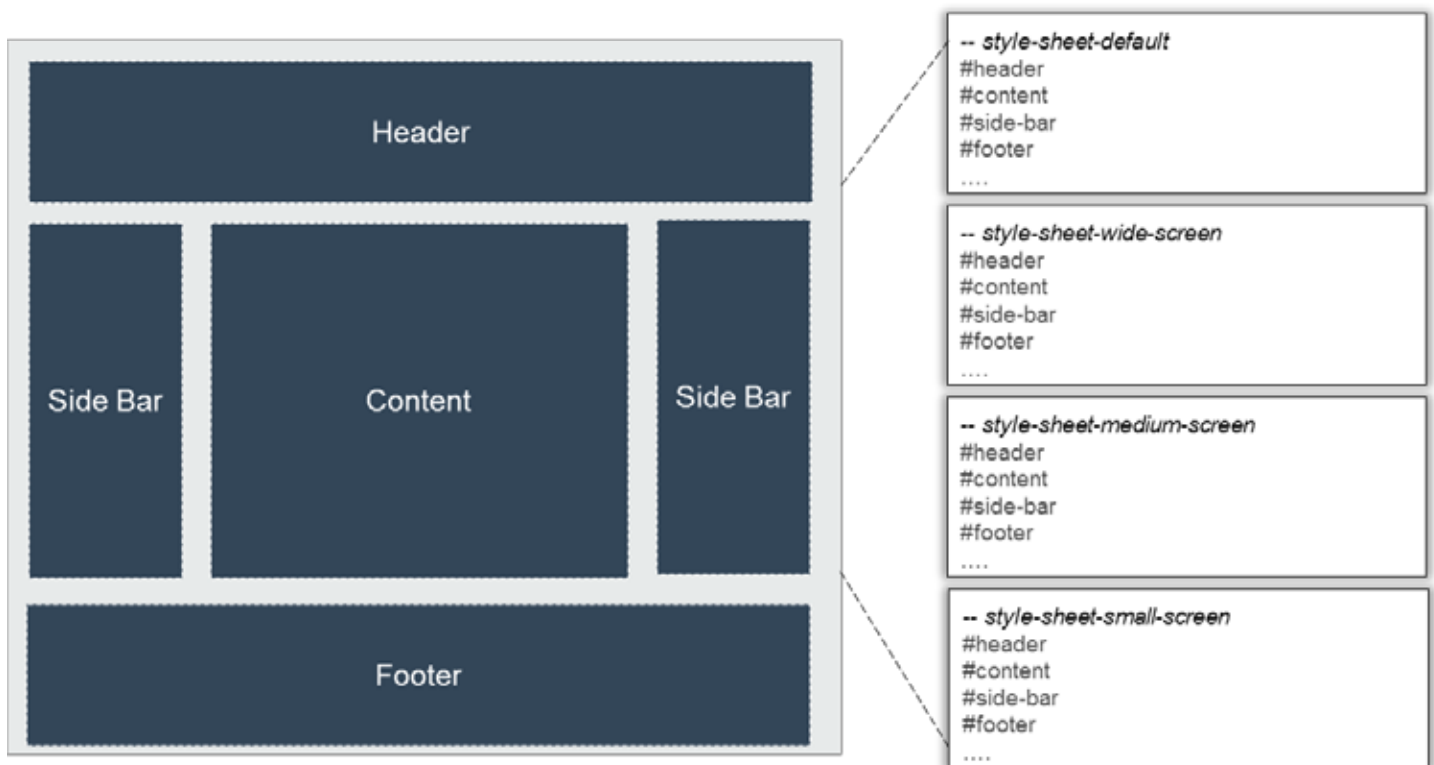 Header
Side Bar
Content
Side Bar
Footer
-- style-sheet-default
#header
#content
#side-bar
#footer
....
-- style-sheet-wide-screen
#header
#content
#side-bar
#footer
....
-- style-sheet-medium-screen
#header
#content
#side-bar
#footer
....
-- style-sheet-small-screen
#header
#content
#side-bar
#footer
....